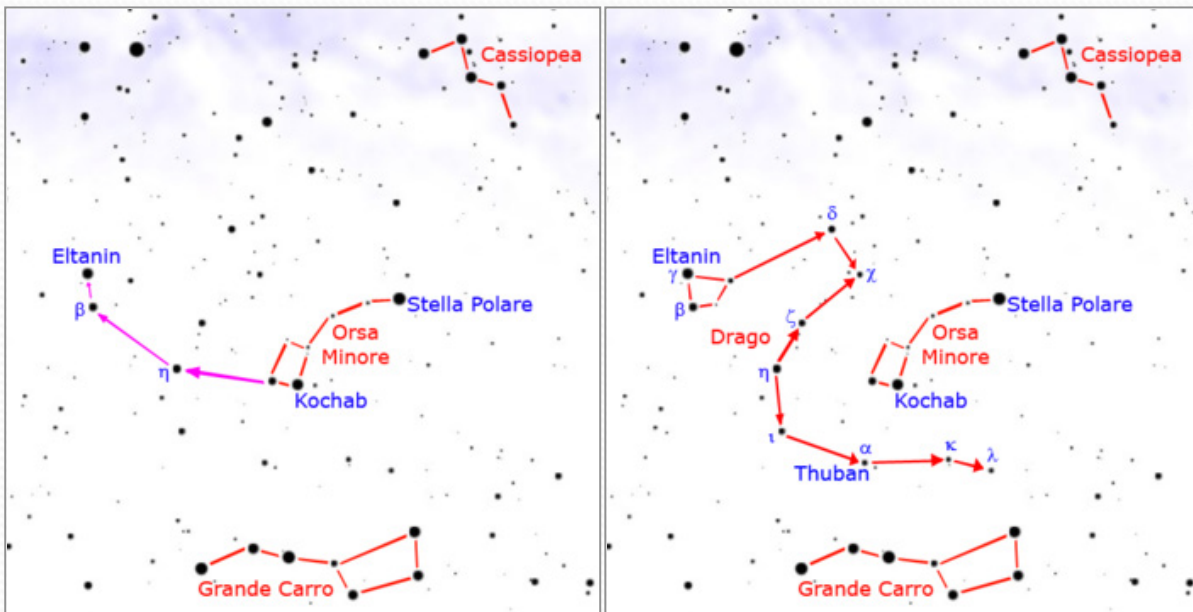 Cassiopea
Eltanin
β
Stella Polare
Orsa
Minore
η
Kochab
Grande Carro
Cassiopea
δ
Eltanin
γ
χ
β
Stella Polare
ζ
Drago
Orsa
Minore
η
Kochab
ι
α
κ
λ
Thuban
Grande Carro